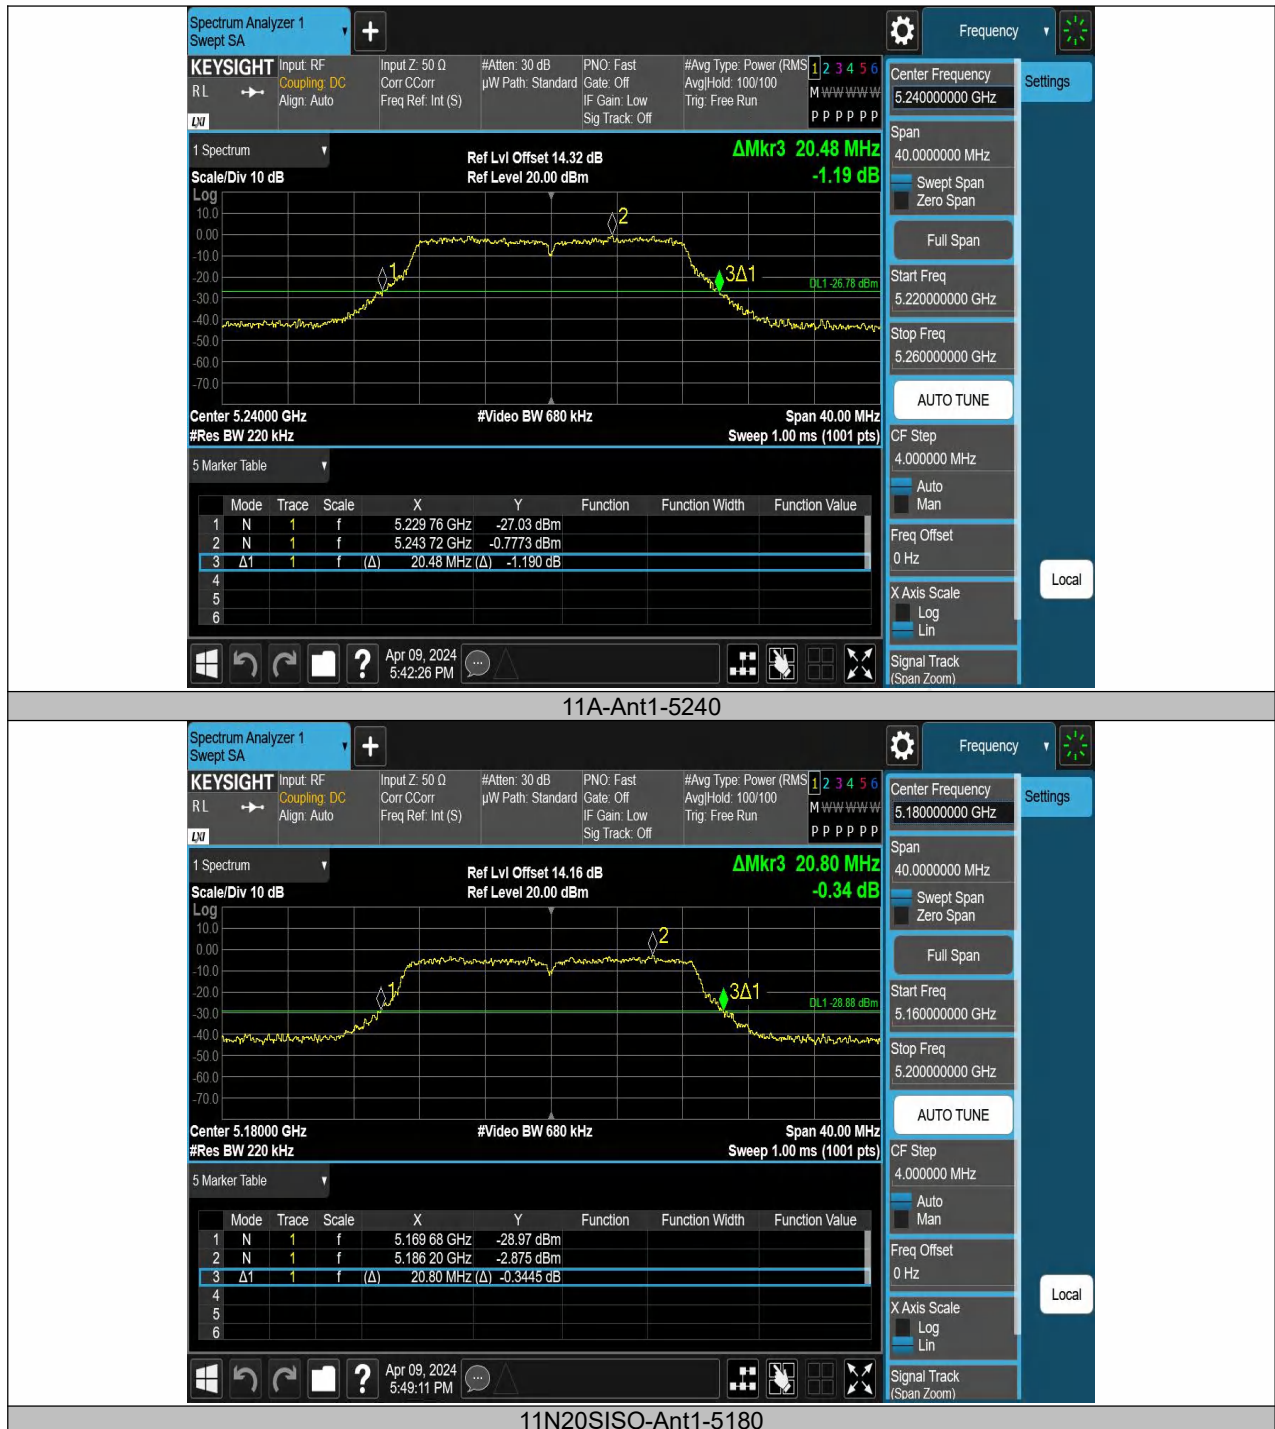 Spectrum Analyzer 1
Swept SA
+
Frequency
KEYSIGHT
RL
LXI
Input: RF
Coupling: DC
Align: Auto
Input Z: 50 Ω
Corr CCorr
Freq Ref: Int (S)
#Atten: 30 dB
µW Path: Standard
PNO: Fast
Gate: Off
IF Gain: Low
Sig Track: Off
#Avg Type: Power (RMS
Avg|Hold: 100/100
Trig: Free Run
1 2 3 4 5 6
M W W W W W
P P P P P P
Center Frequency
5.240000000 GHz
Settings
Span
40.0000000 MHz
Swept Span
Zero Span
Full Span
Start Freq
5.220000000 GHz
Stop Freq
5.260000000 GHz
AUTO TUNE
CF Step
4.000000 MHz
Auto
Man
Freq Offset
0 Hz
X Axis Scale
Log
Lin
Signal Track
(Span Zoom)
Local
1 Spectrum
Scale/Div 10 dB
Ref Lvl Offset 14.32 dB
Ref Level 20.00 dBm
ΔMkr3 20.48 MHz
-1.19 dB
Log
10.0
0.00
-10.0
-20.0
-30.0
-40.0
-50.0
-60.0
-70.0
1
2
3Δ1
DL1 -26.78 dBm
Center 5.24000 GHz
#Video BW 680 kHz
Span 40.00 MHz
#Res BW 220 kHz
Sweep 1.00 ms (1001 pts)
5 Marker Table
Mode Trace Scale X Y Function Function Width Function Value
1 N 1 f 5.229 76 GHz -27.03 dBm
2 N 1 f 5.243 72 GHz -0.7773 dBm
3 Δ1 1 f (Δ) 20.48 MHz (Δ) -1.190 dB
4
5
6
?
Apr 09, 2024
5:42:26 PM
11A-Ant1-5240
Spectrum Analyzer 1
Swept SA
+
Frequency
KEYSIGHT
RL
LXI
Input: RF
Coupling: DC
Align: Auto
Input Z: 50 Ω
Corr CCorr
Freq Ref: Int (S)
#Atten: 30 dB
µW Path: Standard
PNO: Fast
Gate: Off
IF Gain: Low
Sig Track: Off
#Avg Type: Power (RMS
Avg|Hold: 100/100
Trig: Free Run
1 2 3 4 5 6
M W W W W W
P P P P P P
Center Frequency
5.180000000 GHz
Settings
Span
40.0000000 MHz
Swept Span
Zero Span
Full Span
Start Freq
5.160000000 GHz
Stop Freq
5.200000000 GHz
AUTO TUNE
CF Step
4.000000 MHz
Auto
Man
Freq Offset
0 Hz
X Axis Scale
Log
Lin
Signal Track
(Span Zoom)
Local
1 Spectrum
Scale/Div 10 dB
Ref Lvl Offset 14.16 dB
Ref Level 20.00 dBm
ΔMkr3 20.80 MHz
-0.34 dB
Log
10.0
0.00
-10.0
-20.0
-30.0
-40.0
-50.0
-60.0
-70.0
1
2
3Δ1
DL1 -28.88 dBm
Center 5.18000 GHz
#Video BW 680 kHz
Span 40.00 MHz
#Res BW 220 kHz
Sweep 1.00 ms (1001 pts)
5 Marker Table
Mode Trace Scale X Y Function Function Width Function Value
1 N 1 f 5.169 68 GHz -28.97 dBm
2 N 1 f 5.186 20 GHz -2.875 dBm
3 Δ1 1 f (Δ) 20.80 MHz (Δ) -0.3445 dB
4
5
6
?
Apr 09, 2024
5:49:11 PM
11N20SISO-Ant1-5180